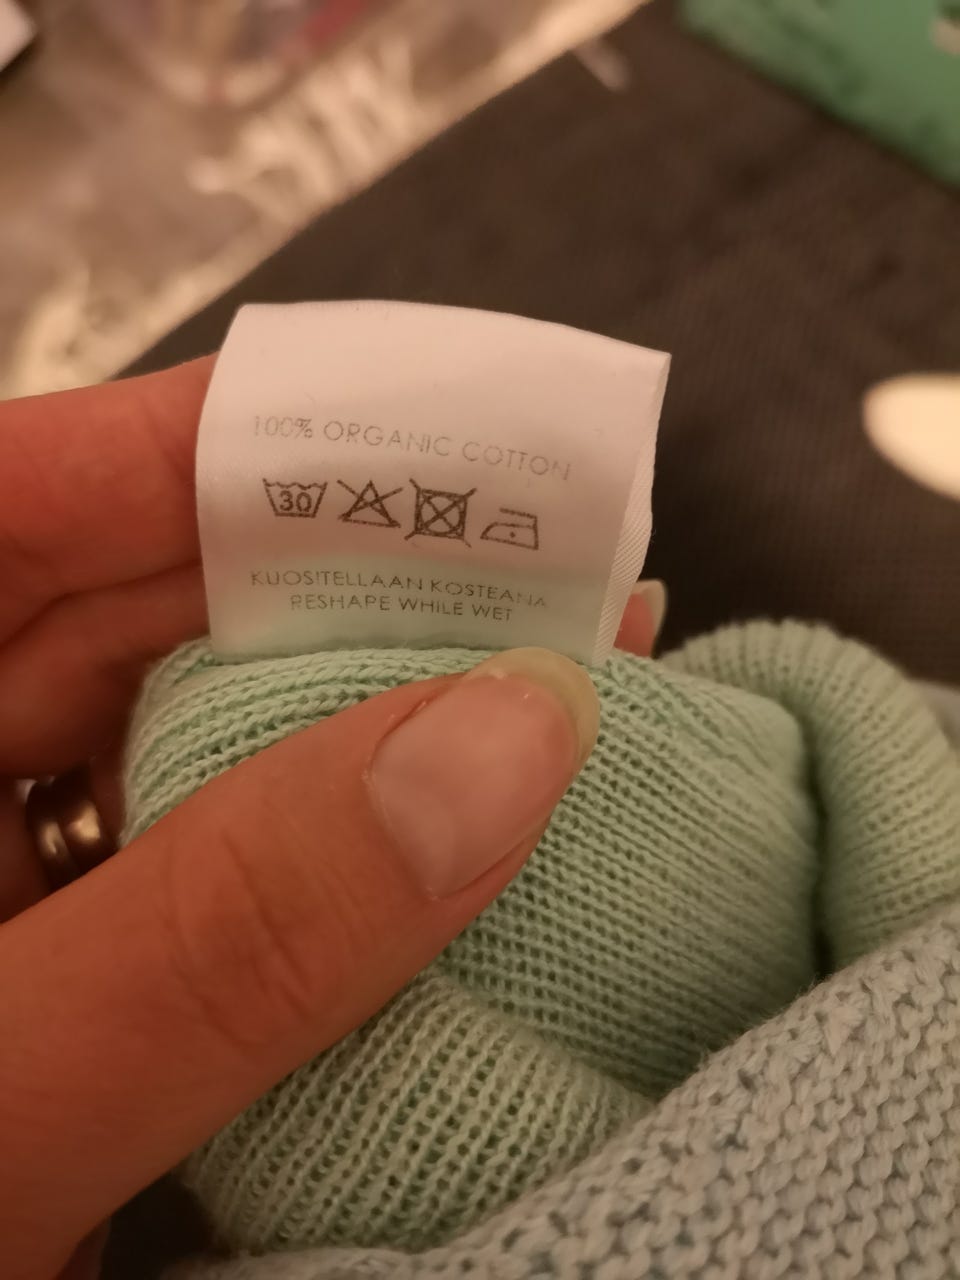 100% ORGANIC COTTON
30
KUOSITELLAAN KOSTEANA
RESHAPE WHILE WET